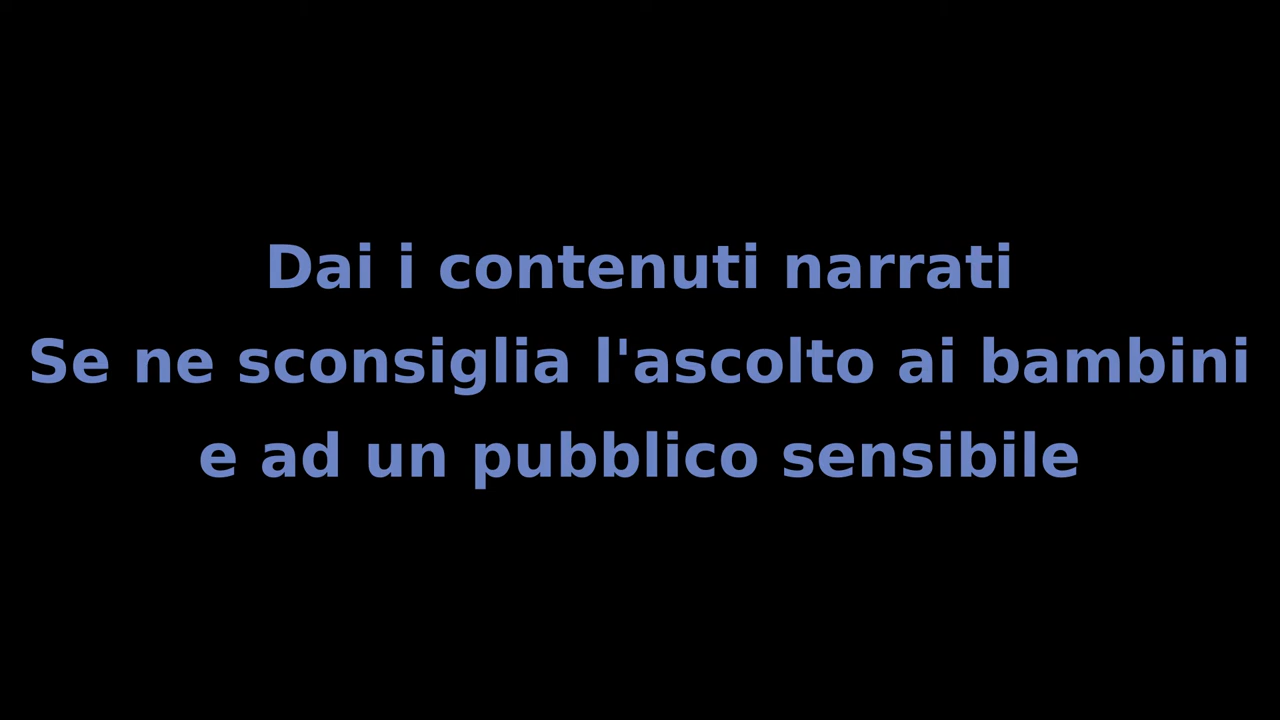 Dai i contenuti narrati
Se ne sconsiglia l'ascolto ai bambini
e ad un pubblico sensibile